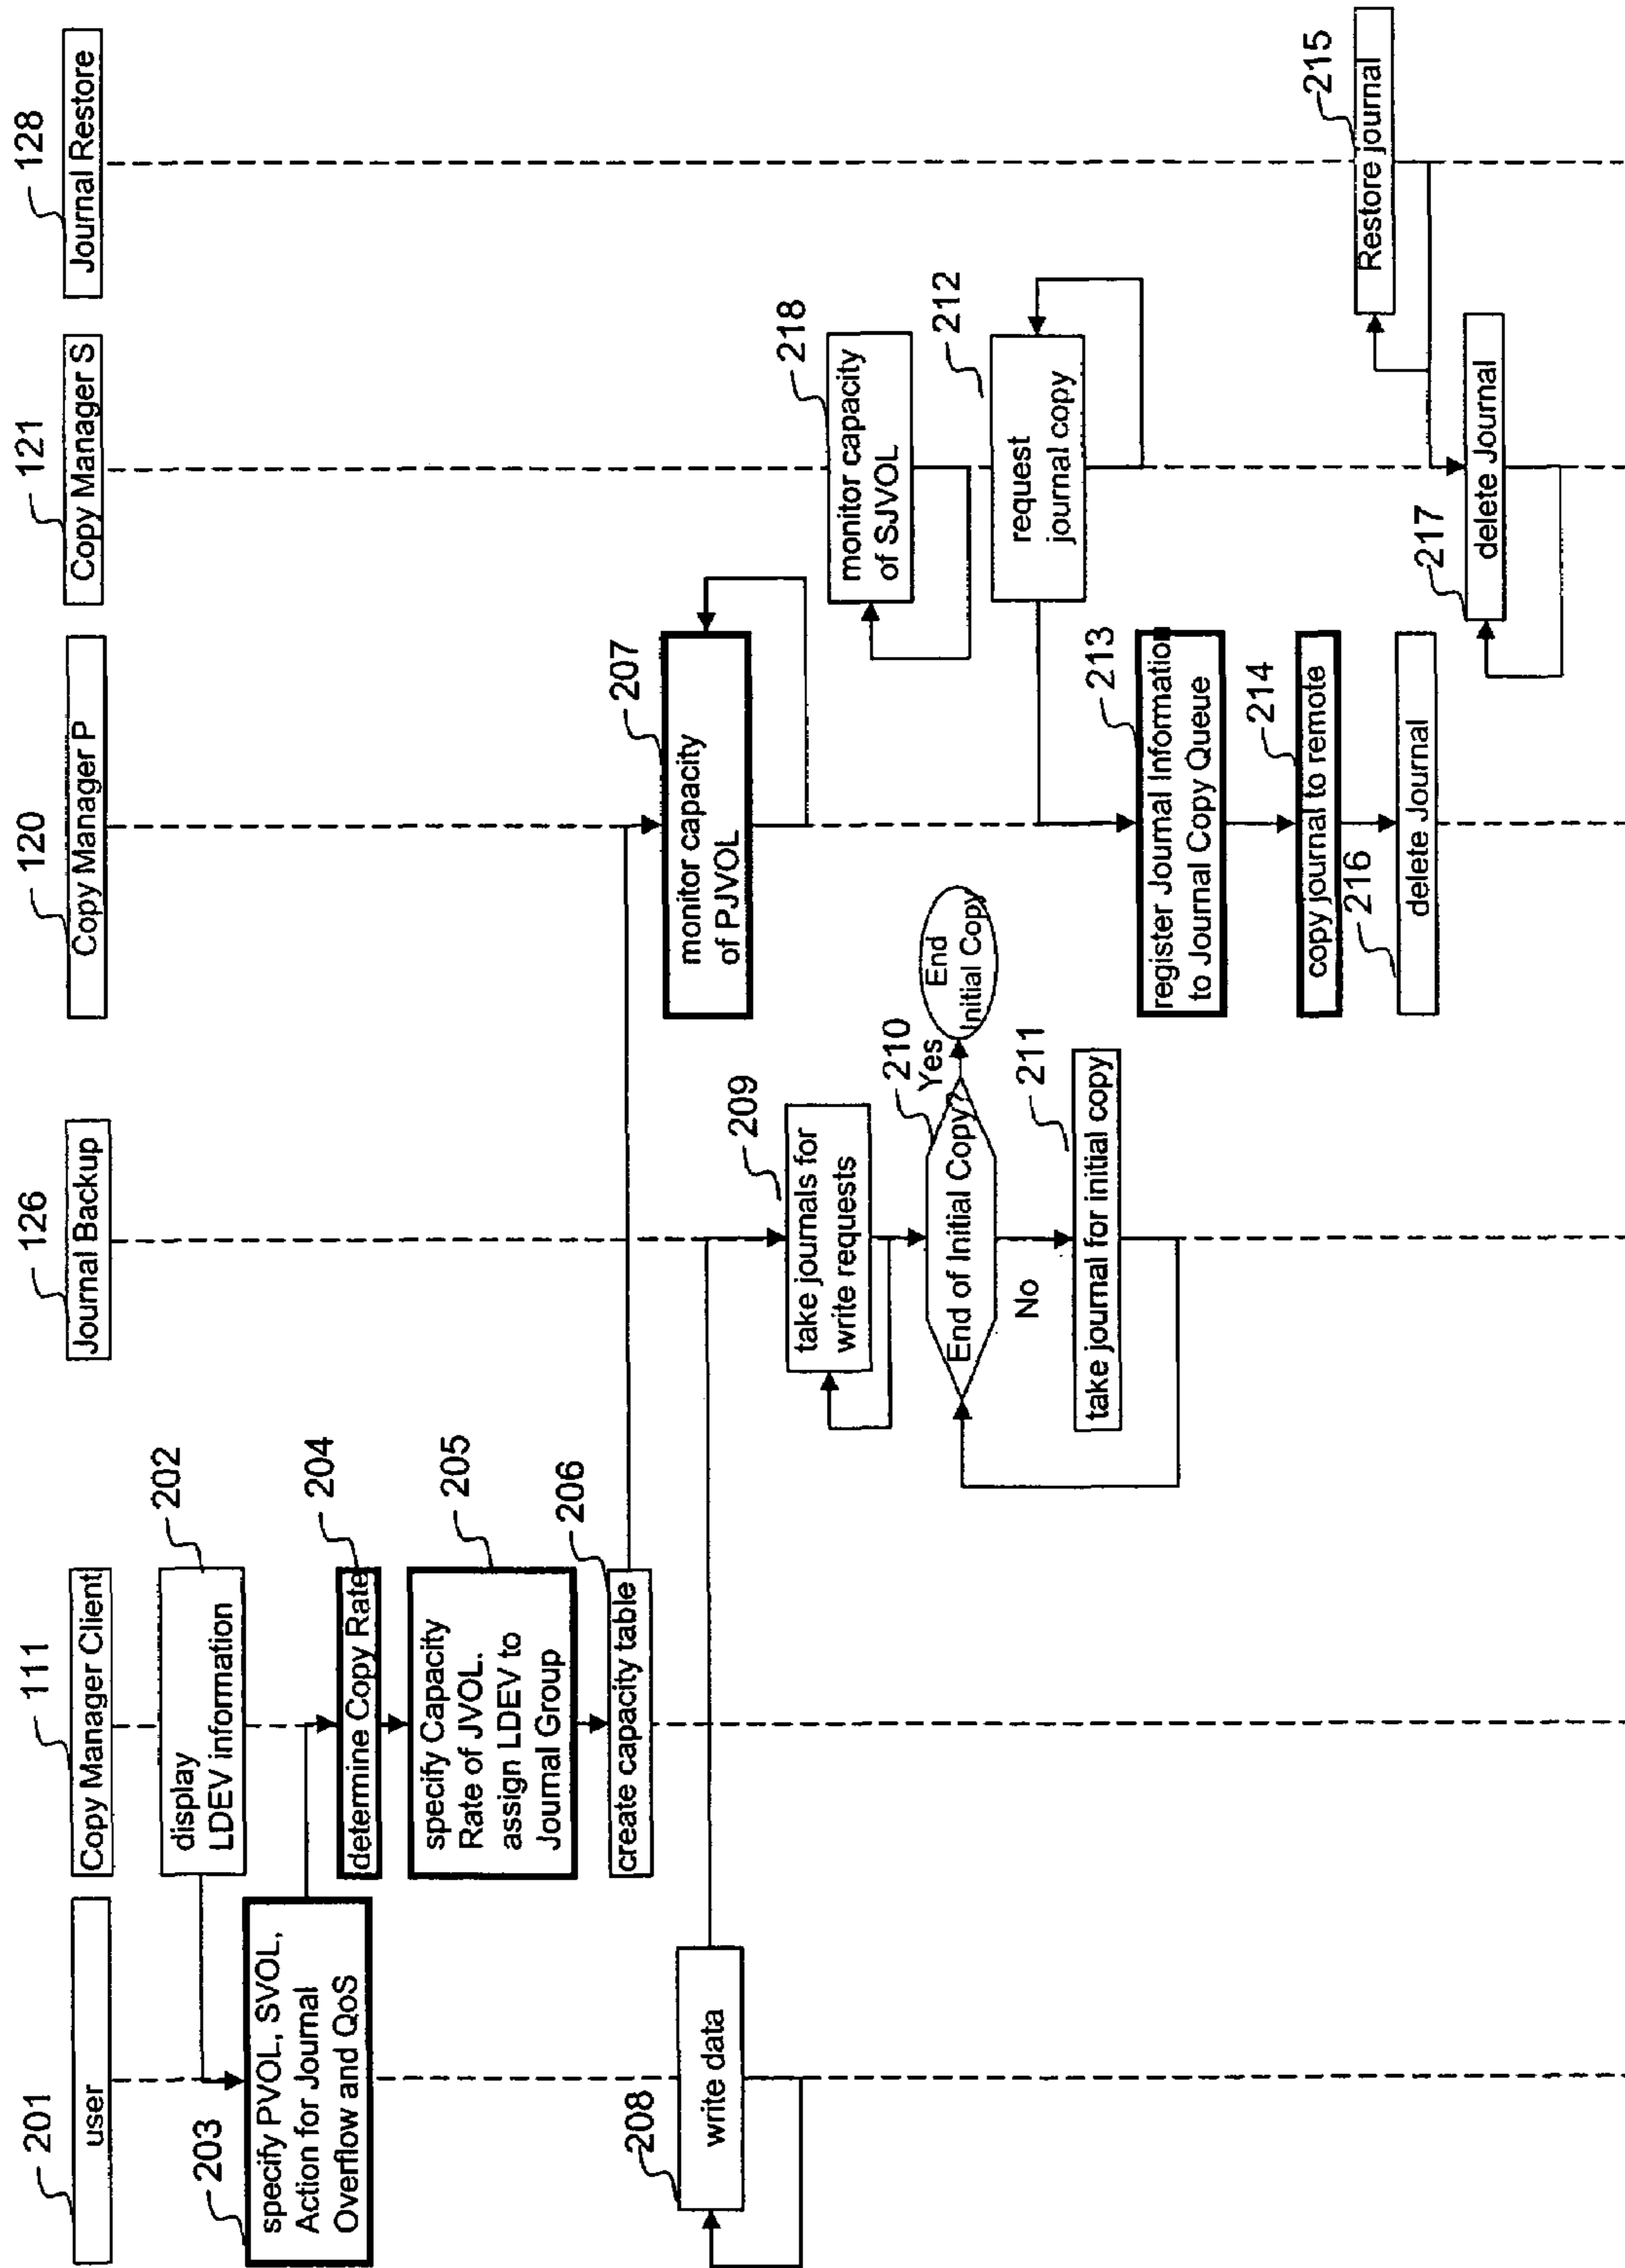 201
111
126
120
121
128
user
Copy Manager Client
Journal Backup
Copy Manager P
Copy Manager S
Journal Restore
202
display
LDEV information
203
specify PVOL, SVOL,
Action for Journal
Overflow and QoS
204
determine Copy Rate
205
specify Capacity
Rate of JVOL.
assign LDEV to
Journal Group
206
create capacity table
207
monitor capacity
of PJVOL
208
write data
209
take journals for
write requests
218
monitor capacity
of SJVOL
210
End of Initial Copy?
Yes
End
Initial Copy
No
212
request
journal copy
211
take journal for initial copy
213
register Journal Information
to Journal Copy Queue
214
copy journal to remote
215
Restore journal
216
delete Journal
217
delete Journal